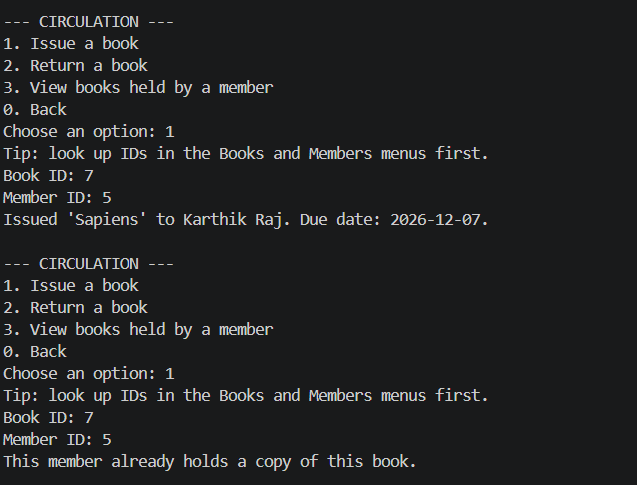 --- CIRCULATION ---
1. Issue a book
2. Return a book
3. View books held by a member
0. Back
Choose an option: 1
Tip: look up IDs in the Books and Members menus first.
Book ID: 7
Member ID: 5
Issued 'Sapiens' to Karthik Raj. Due date: 2026-12-07.
--- CIRCULATION ---
1. Issue a book
2. Return a book
3. View books held by a member
0. Back
Choose an option: 1
Tip: look up IDs in the Books and Members menus first.
Book ID: 7
Member ID: 5
This member already holds a copy of this book.